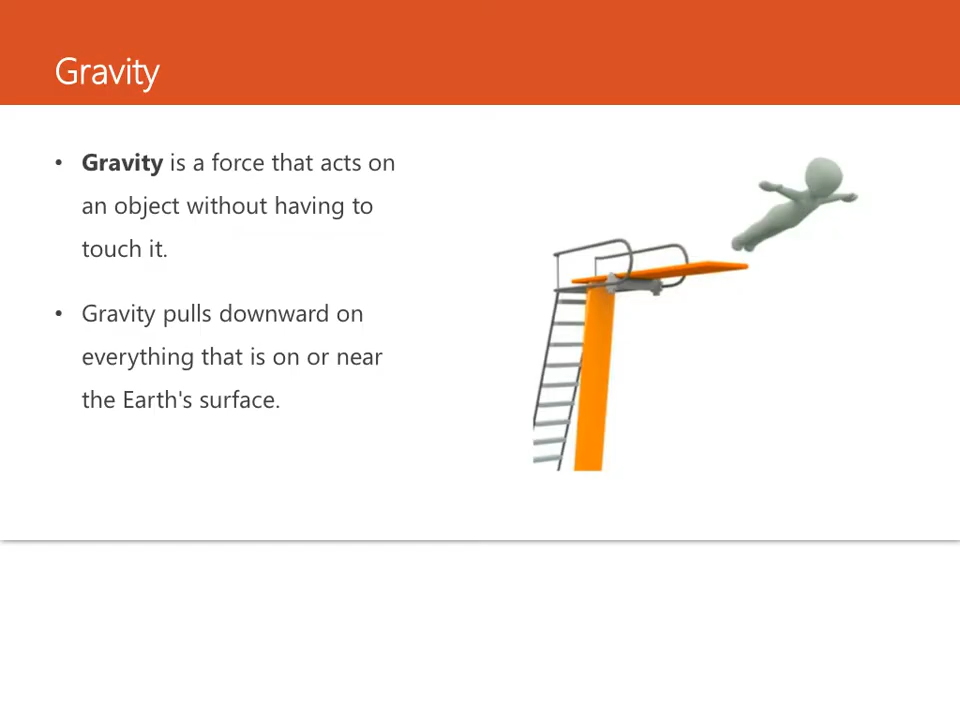 Gravity
• Gravity is a force that acts on
an object without having to
touch it.
• Gravity pulls downward on
everything that is on or near
the Earth's surface.